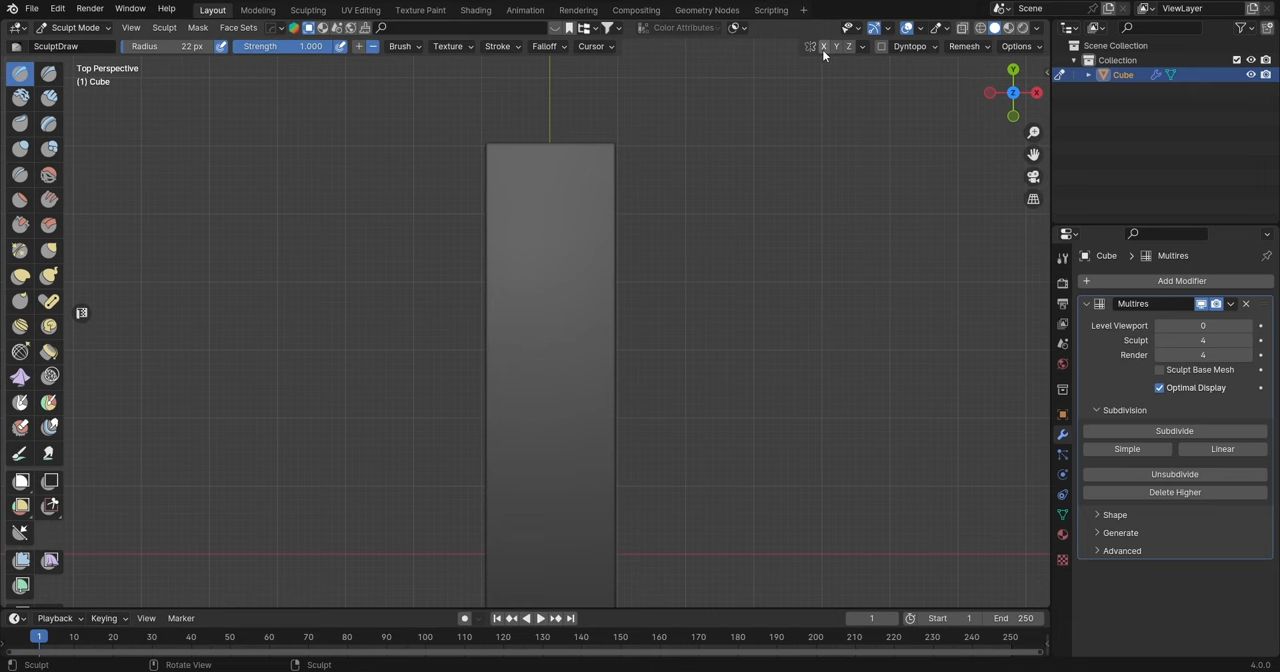 File Edit Render Window Help Layout Modeling Sculpting UV Editing Texture Paint Shading Animation Rendering Compositing Geometry Nodes Scripting + Scene ViewLayer
Sculpt Mode View Sculpt Mask Face Sets Color Attributes
SculptDraw Radius 22 px Strength 1.000 Brush Texture Stroke Falloff Cursor X Y Z Dyntopo Remesh Options
Scene Collection
Collection
Cube
Top Perspective
(1) Cube
Y
Z
X
Cube > Multires
+ Add Modifier
Multires
Level Viewport 0
Sculpt 4
Render 4
Sculpt Base Mesh
Optimal Display
Subdivision
Subdivide
Simple Linear
Unsubdivide
Delete Higher
Shape
Generate
Advanced
Playback Keying View Marker 1 Start 1 End 250
1 10 20 30 40 50 60 70 80 90 100 110 120 130 140 150 160 170 180 190 200 210 220 230 240 250
Sculpt Rotate View Sculpt 4.0.0